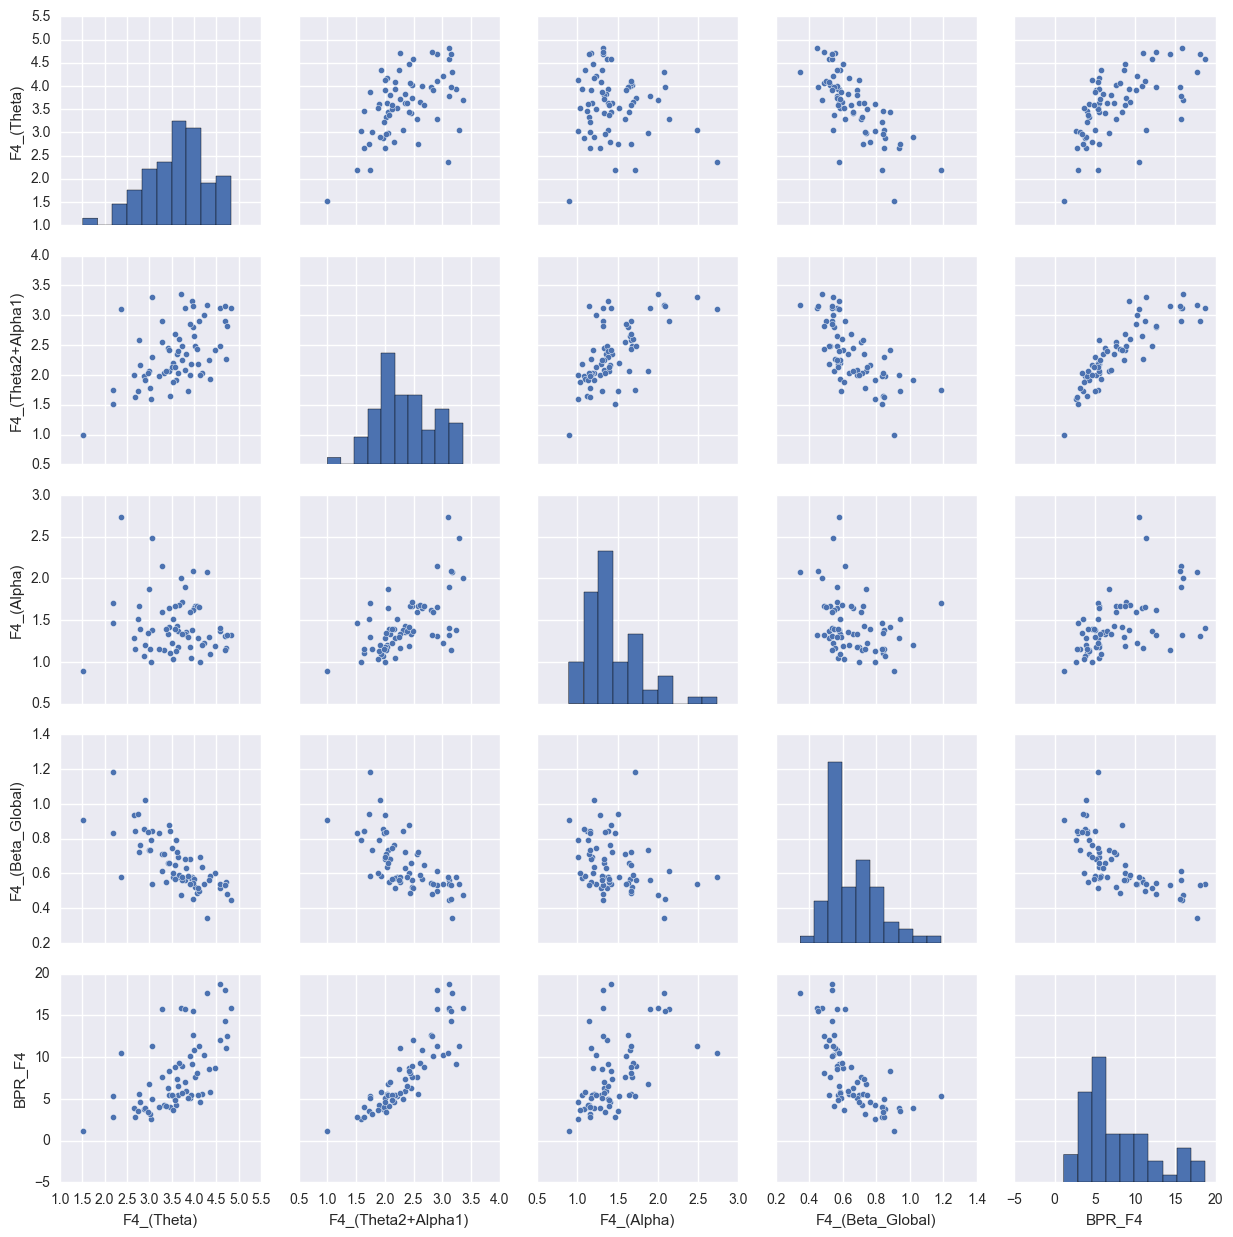 5.5
5.0
4.5
4.0
3.5
3.0
2.5
2.0
1.5
1.0
F4_(Theta)
4.0
3.5
3.0
2.5
2.0
1.5
1.0
0.5
F4_(Theta2+Alpha1)
3.0
2.5
2.0
1.5
1.0
0.5
F4_(Alpha)
1.4
1.2
1.0
0.8
0.6
0.4
0.2
F4_(Beta_Global)
20
15
10
5
0
−5
BPR_F4
1.0 1.5 2.0 2.5 3.0 3.5 4.0 4.5 5.0 5.5
F4_(Theta)
0.5 1.0 1.5 2.0 2.5 3.0 3.5 4.0
F4_(Theta2+Alpha1)
0.5 1.0 1.5 2.0 2.5 3.0
F4_(Alpha)
0.2 0.4 0.6 0.8 1.0 1.2 1.4
F4_(Beta_Global)
−5 0 5 10 15 20
BPR_F4